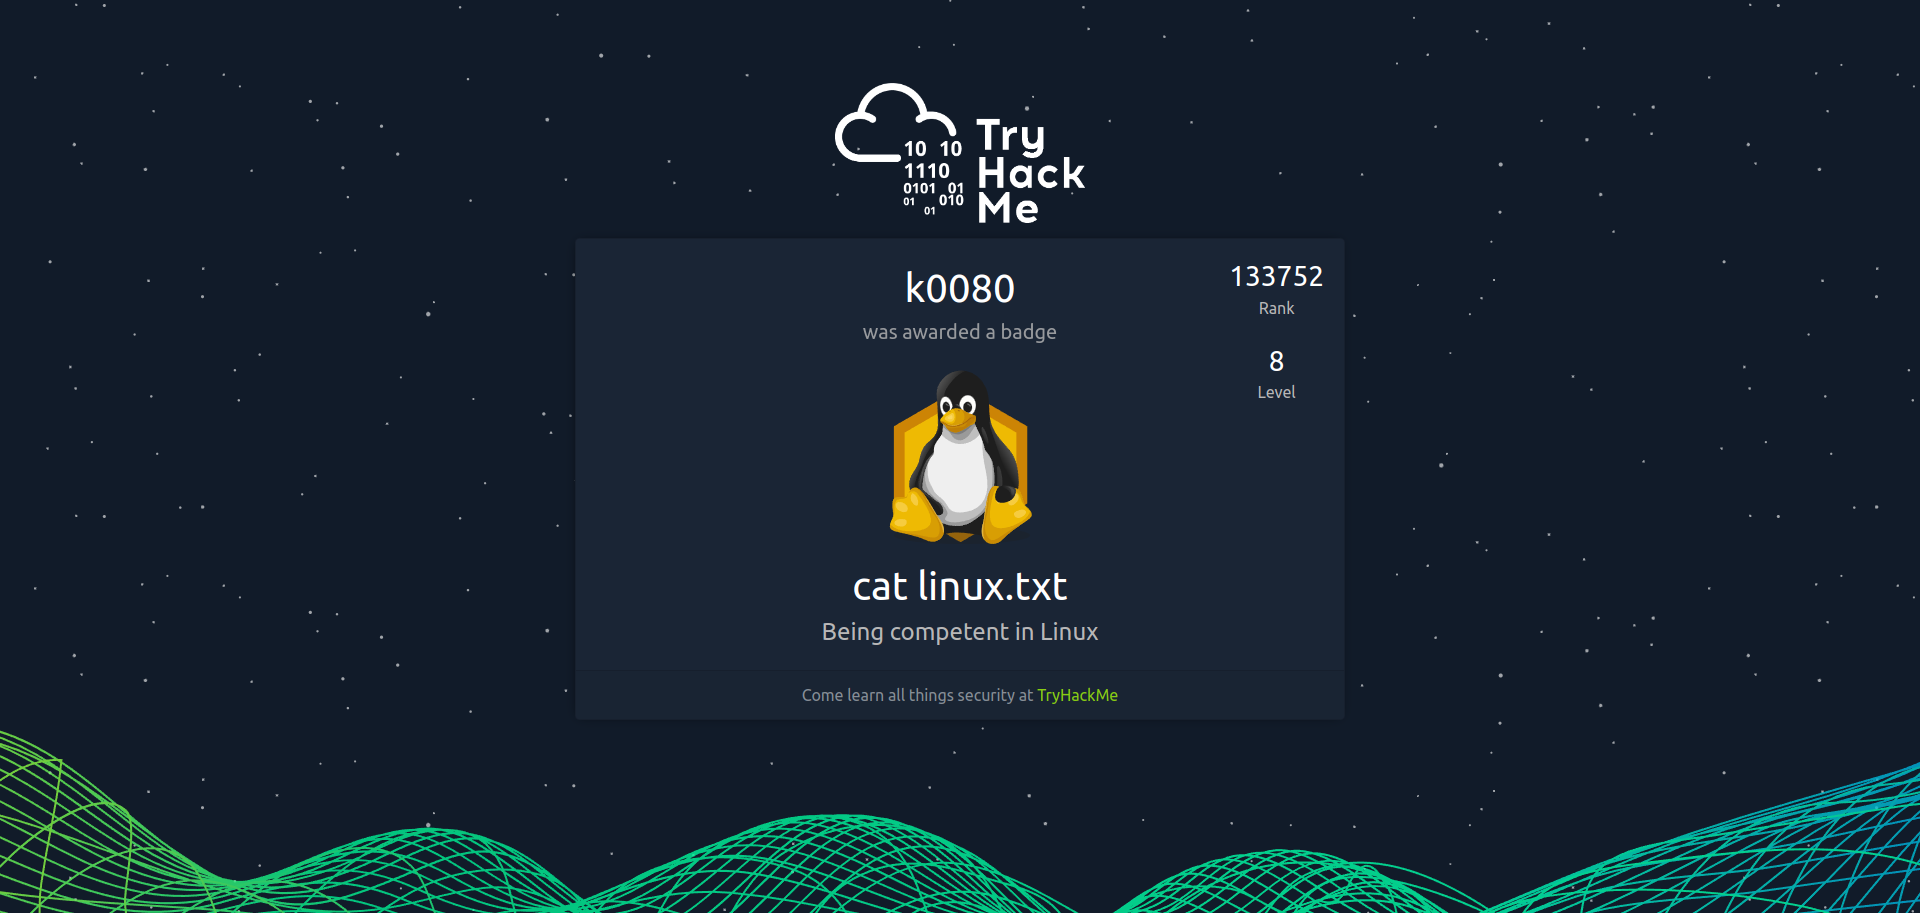 10 10
1110
0101 01
01 010
01
Try
Hack
Me
k0080
was awarded a badge
133752
Rank
8
Level
cat linux.txt
Being competent in Linux
Come learn all things security at TryHackMe